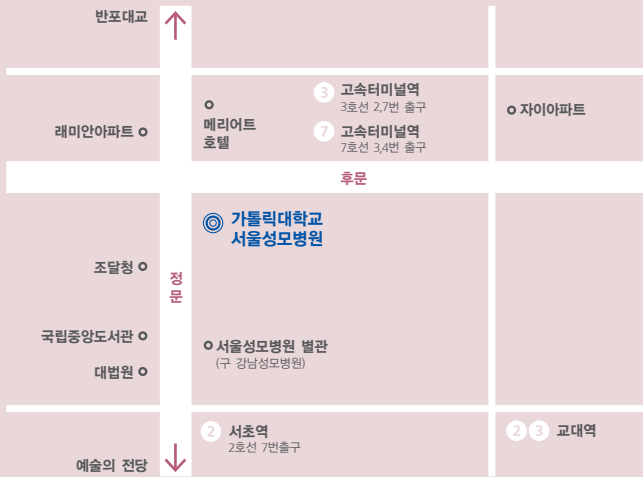 반포대교
3 고속터미널역
3호선 2,7번 출구
자이아파트
래미안아파트
메리어트
호텔
7 고속터미널역
7호선 3,4번 출구
후문
가톨릭대학교
서울성모병원
조달청
정
문
국립중앙도서관
서울성모병원 별관
(구 강남성모병원)
대법원
2 서초역
2호선 7번출구
2 3 교대역
예술의 전당